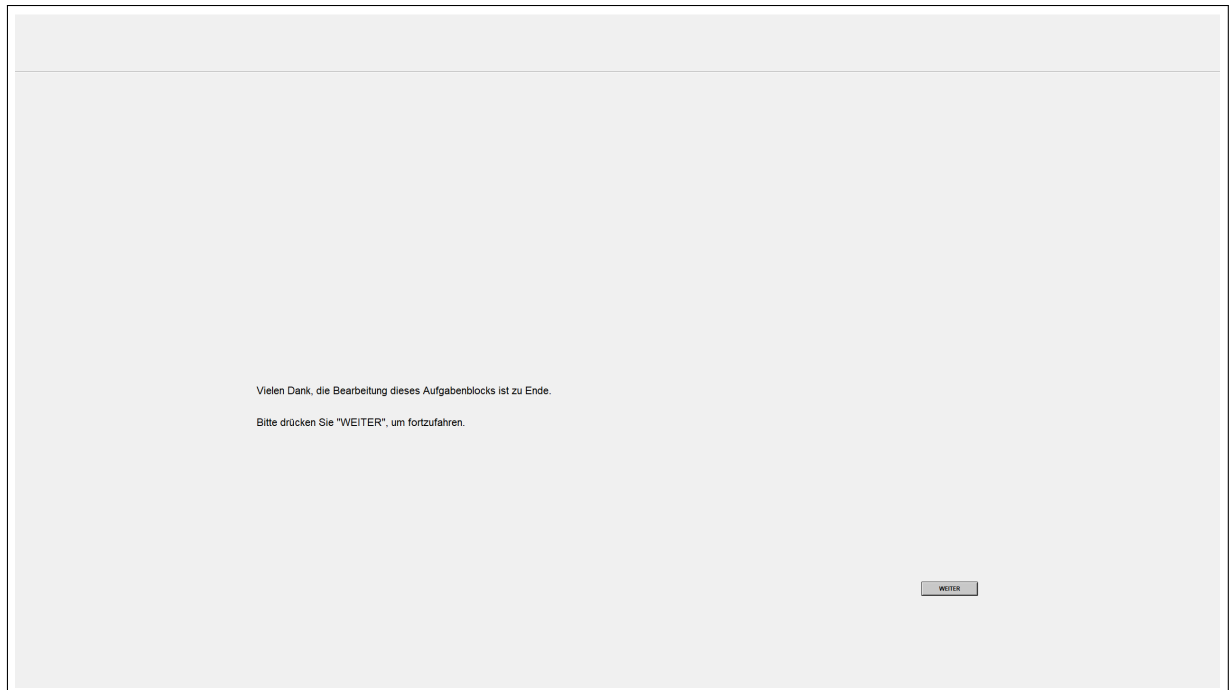 Vielen Dank, die Bearbeitung dieses Aufgabenblocks ist zu Ende.
Bitte drücken Sie "WEITER", um fortzufahren.
WEITER